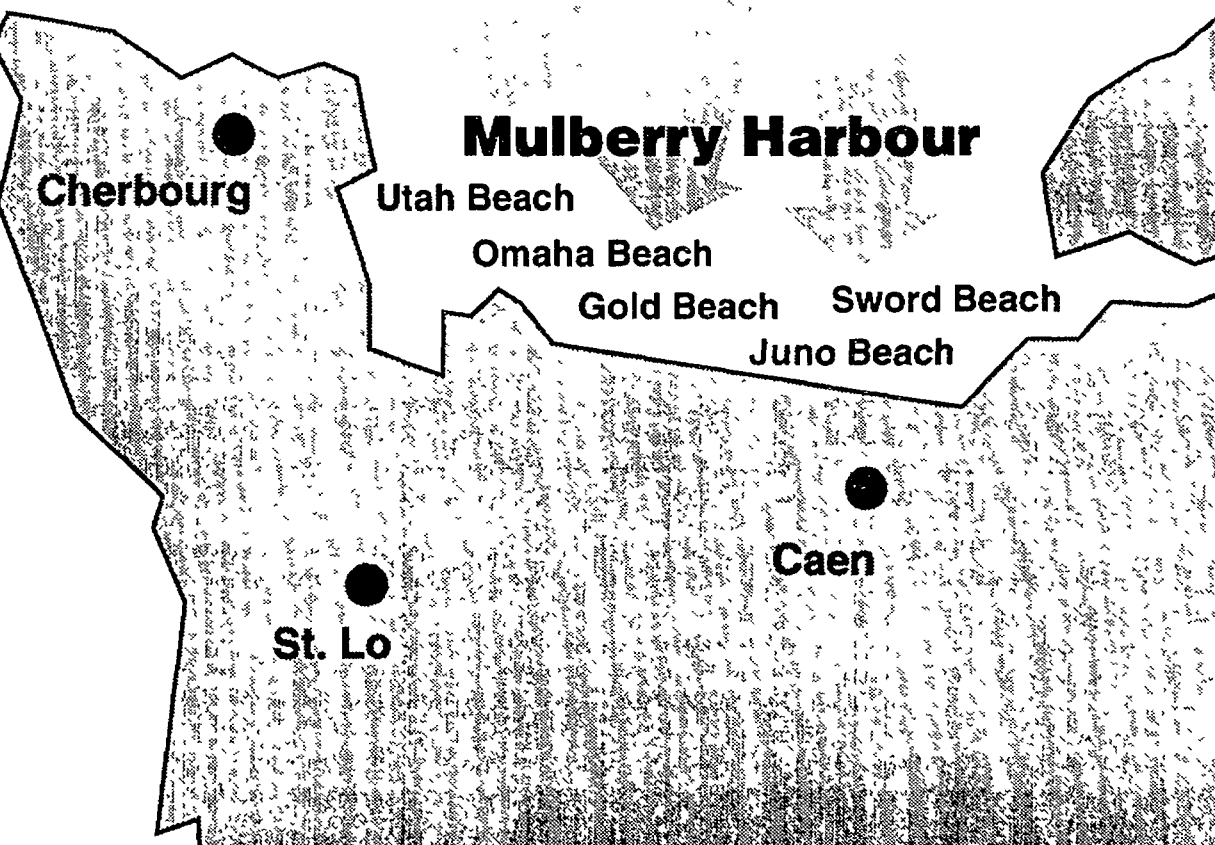 Mulberry Harbour
Cherbourg
Utah Beach
Omaha Beach
Gold Beach
Sword Beach
Juno Beach
Caen
St. Lo